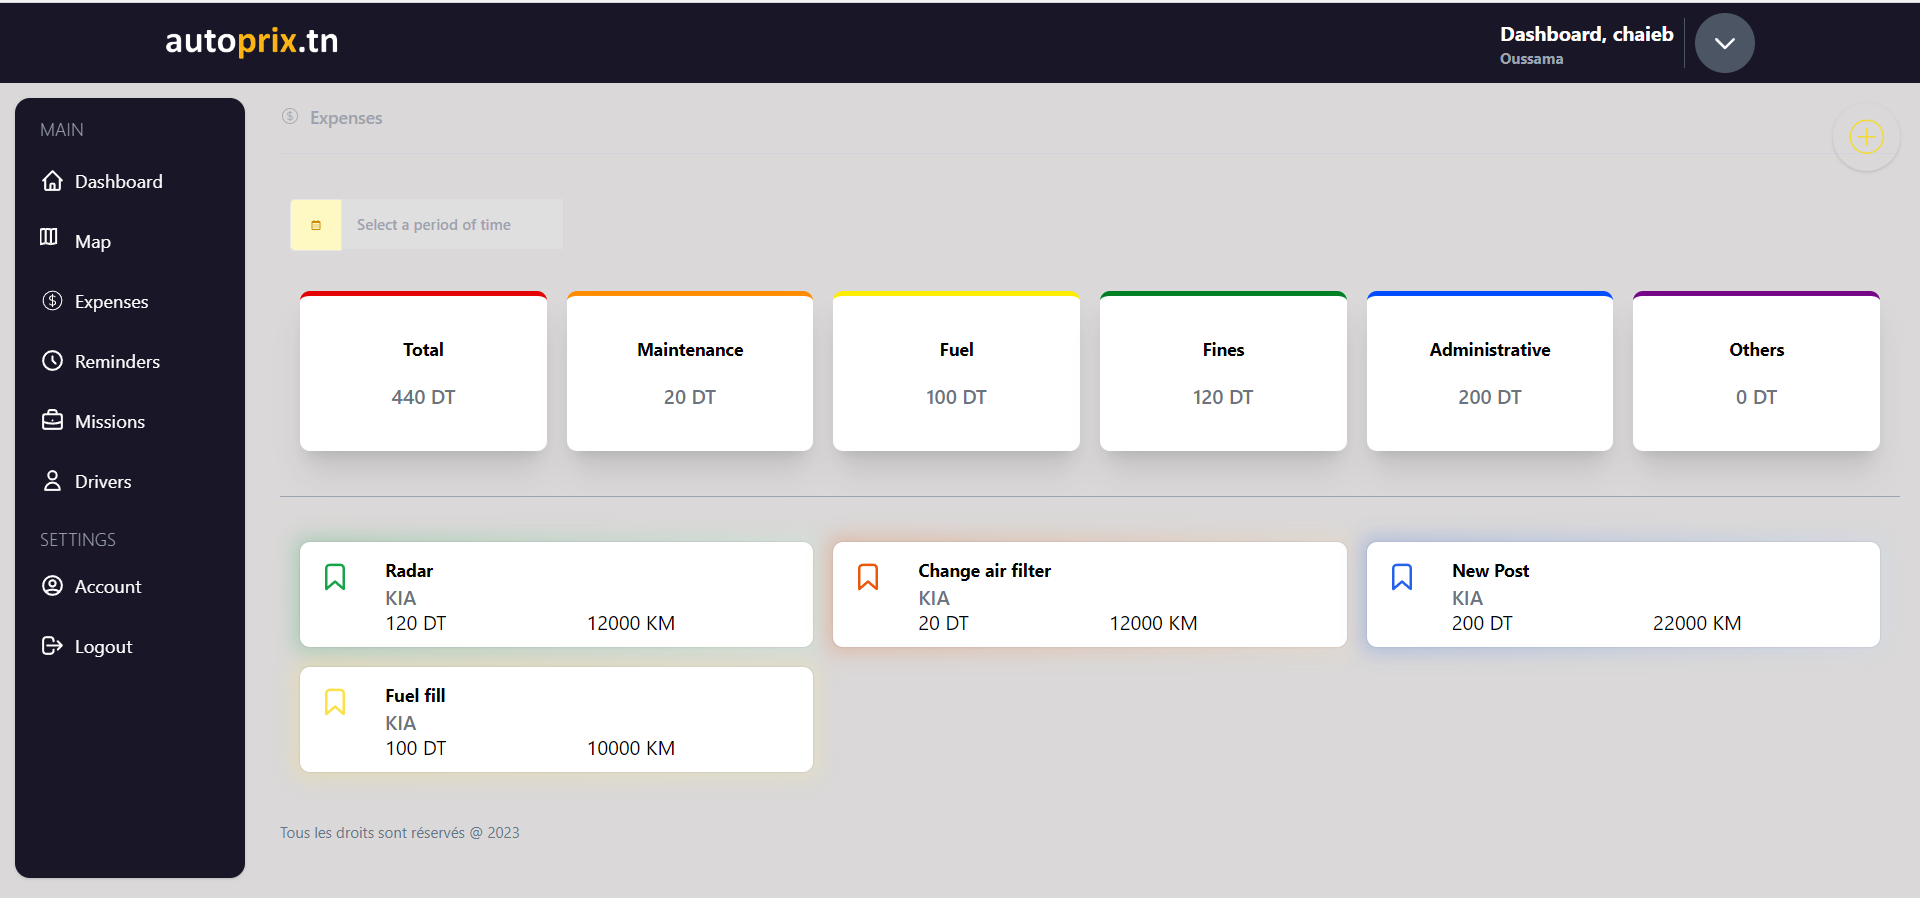 autoprix.tn
Dashboard, chaieb
Oussama
MAIN
Dashboard
Map
Expenses
Reminders
Missions
Drivers
SETTINGS
Account
Logout
Expenses
Select a period of time
Total
440 DT
Maintenance
20 DT
Fuel
100 DT
Fines
120 DT
Administrative
200 DT
Others
0 DT
Radar
KIA
120 DT 12000 KM
Change air filter
KIA
20 DT 12000 KM
New Post
KIA
200 DT 22000 KM
Fuel fill
KIA
100 DT 10000 KM
Tous les droits sont réservés @ 2023